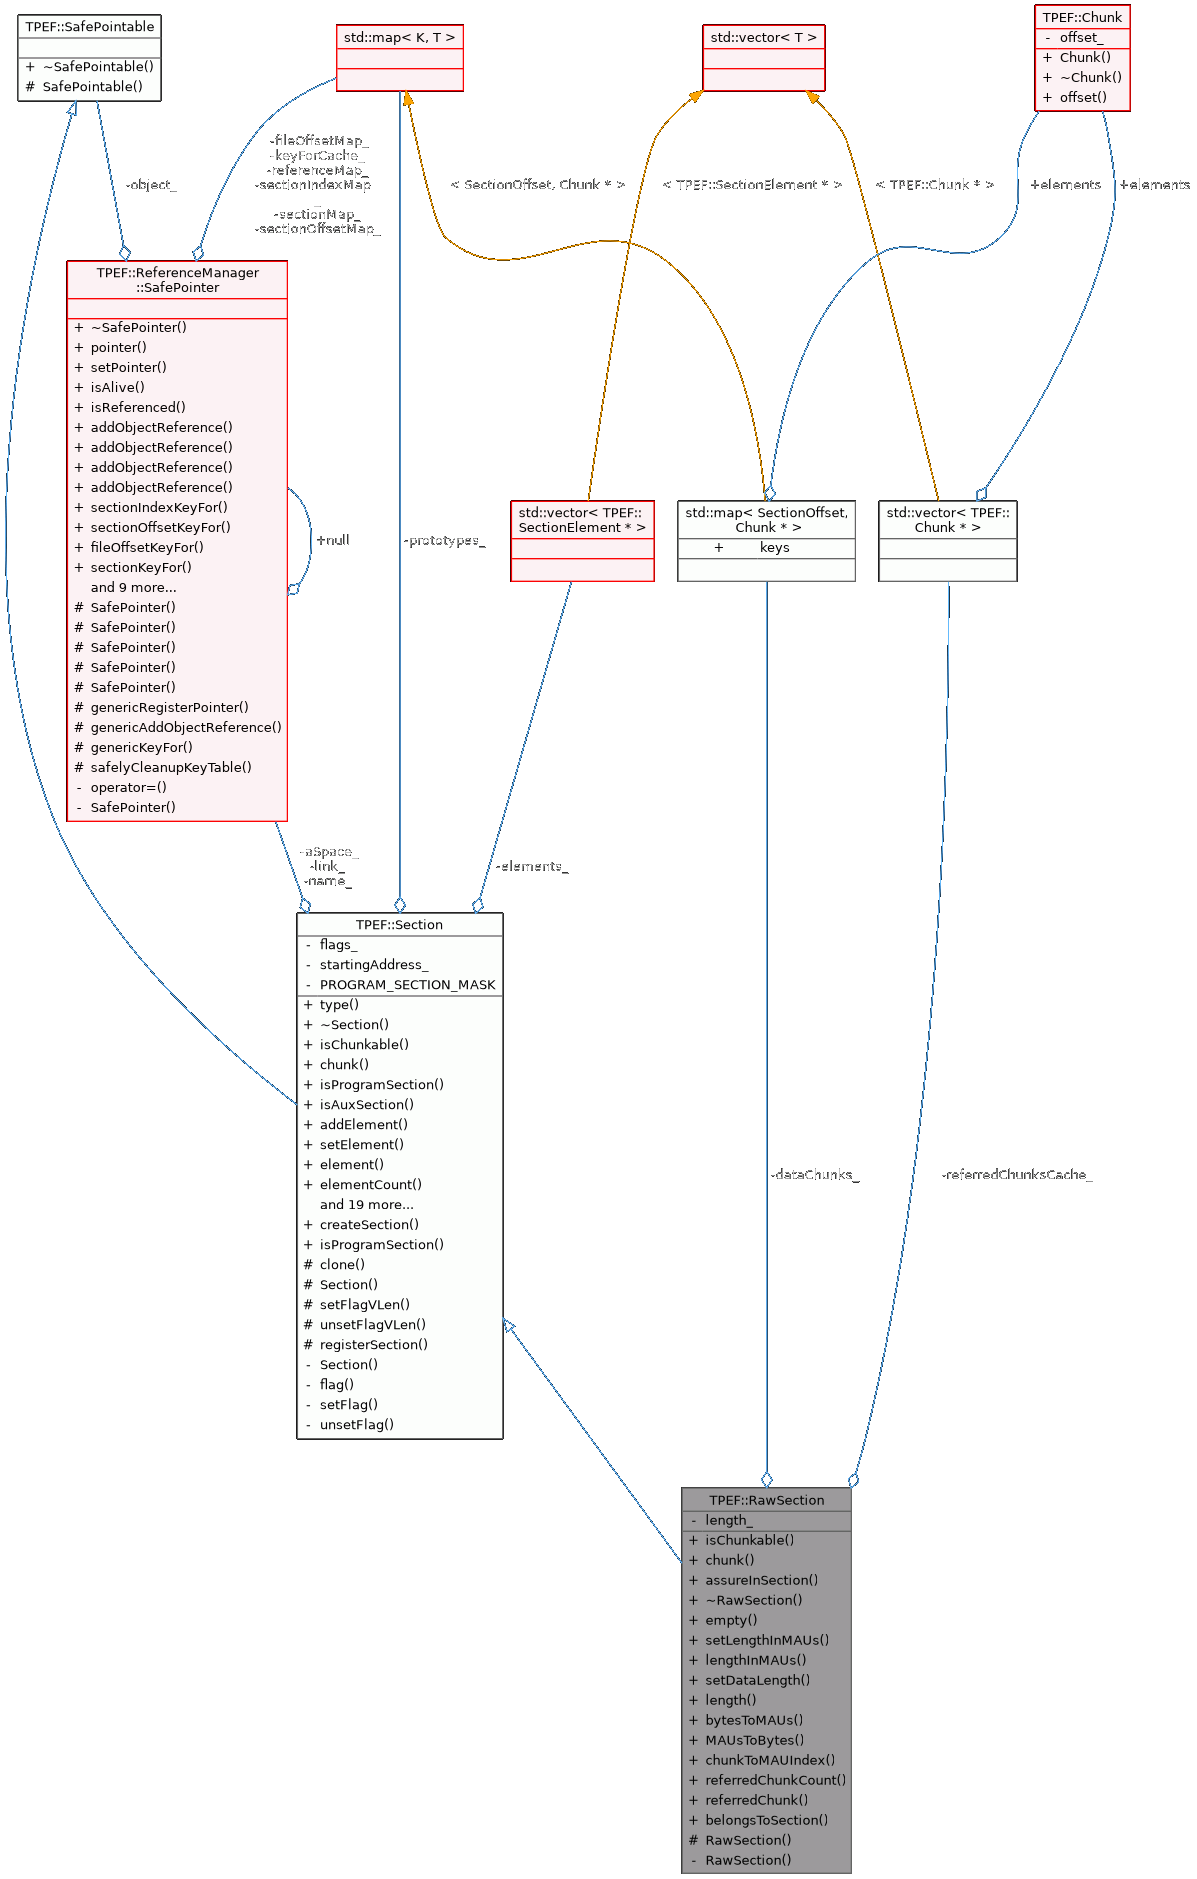 TPEF::SafePointable
+ ~SafePointable()
# SafePointable()
std::map< K, T >
std::vector< T >
TPEF::Chunk
- offset_
+ Chunk()
+ ~Chunk()
+ offset()
-object_
-fileOffsetMap_
-keyForCache_
-referenceMap_
-sectionIndexMap
_
-sectionMap_
-sectionOffsetMap_
< SectionOffset, Chunk * >
< TPEF::SectionElement * >
< TPEF::Chunk * >
+elements
+elements
TPEF::ReferenceManager
::SafePointer
+ ~SafePointer()
+ pointer()
+ setPointer()
+ isAlive()
+ isReferenced()
+ addObjectReference()
+ addObjectReference()
+ addObjectReference()
+ addObjectReference()
+ sectionIndexKeyFor()
+ sectionOffsetKeyFor()
+ fileOffsetKeyFor()
+ sectionKeyFor()
and 9 more...
# SafePointer()
# SafePointer()
# SafePointer()
# SafePointer()
# SafePointer()
# genericRegisterPointer()
# genericAddObjectReference()
# genericKeyFor()
# safelyCleanupKeyTable()
- operator=()
- SafePointer()
+null
-prototypes_
std::vector< TPEF::
SectionElement * >
std::map< SectionOffset,
Chunk * >
+ keys
std::vector< TPEF::
Chunk * >
-aSpace_
-link_
-name_
-elements_
TPEF::Section
- flags_
- startingAddress_
- PROGRAM_SECTION_MASK
+ type()
+ ~Section()
+ isChunkable()
+ chunk()
+ isProgramSection()
+ isAuxSection()
+ addElement()
+ setElement()
+ element()
+ elementCount()
and 19 more...
+ createSection()
+ isProgramSection()
# clone()
# Section()
# setFlagVLen()
# unsetFlagVLen()
# registerSection()
- Section()
- flag()
- setFlag()
- unsetFlag()
-dataChunks_
-referredChunksCache_
TPEF::RawSection
- length_
+ isChunkable()
+ chunk()
+ assureInSection()
+ ~RawSection()
+ empty()
+ setLengthInMAUs()
+ lengthInMAUs()
+ setDataLength()
+ length()
+ bytesToMAUs()
+ MAUsToBytes()
+ chunkToMAUIndex()
+ referredChunkCount()
+ referredChunk()
+ belongsToSection()
# RawSection()
- RawSection()